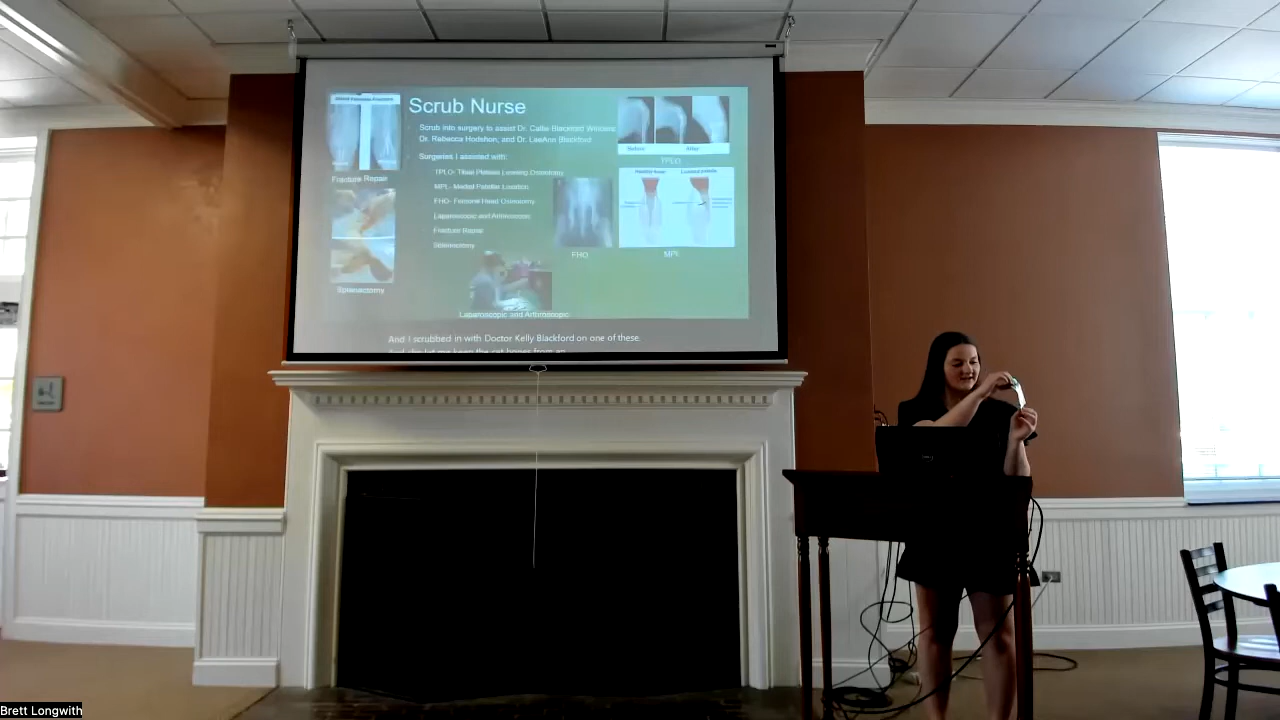 Scrub Nurse
Scrub into surgery to assist Dr. Callie Blackford
Dr. Rebecca Hodshon, and Dr. LeeAnn Blackford
Surgeries I assisted with:
TPLO- Tibial Plateau Leveling Osteotomy
MPL- Medial Patellar Luxation
FHO- Femoral Head Ostectomy
Laparoscopic and Arthroscopic
Fracture Repair
Splenectomy
Fracture Repair
Splenectomy
Before After
TPLO
FHO
MPL
Laparoscopic and Arthroscopic
And I scrubbed in with Doctor Kelly Blackford on one of these.
Brett Longwith